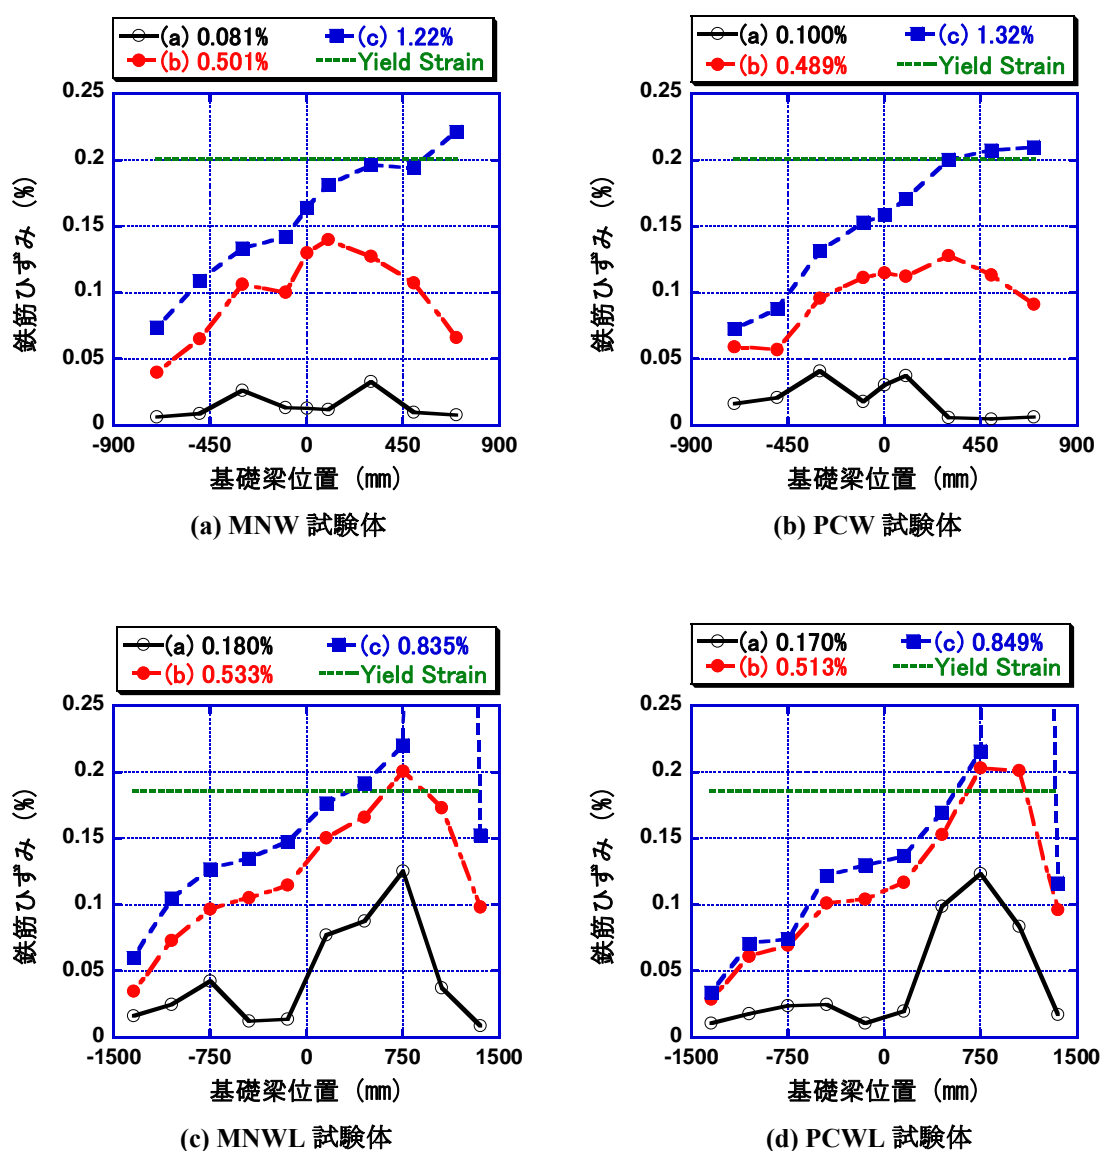 (a) 0.081% (c) 1.22%
(b) 0.501% Yield Strain
鉄筋ひずみ (%)
0.25
0.2
0.15
0.1
0.05
0
-900 -450 0 450 900
基礎梁位置 (mm)
(a) MNW 試験体
(a) 0.100% (c) 1.32%
(b) 0.489% Yield Strain
鉄筋ひずみ (%)
0.25
0.2
0.15
0.1
0.05
0
-900 -450 0 450 900
基礎梁位置 (mm)
(b) PCW 試験体
(a) 0.180% (c) 0.835%
(b) 0.533% Yield Strain
鉄筋ひずみ (%)
0.25
0.2
0.15
0.1
0.05
0
-1500 -750 0 750 1500
基礎梁位置 (mm)
(c) MNWL 試験体
(a) 0.170% (c) 0.849%
(b) 0.513% Yield Strain
鉄筋ひずみ (%)
0.25
0.2
0.15
0.1
0.05
0
-1500 -750 0 750 1500
基礎梁位置 (mm)
(d) PCWL 試験体